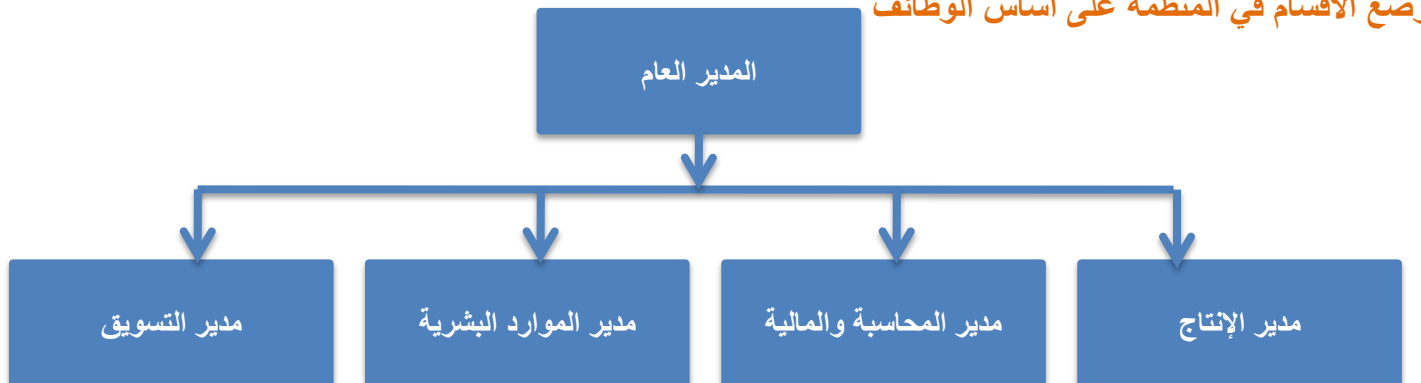 الأقسام في المنظمة على أساس الوظائف
المدير العام
مدير الإنتاج
مدير المحاسبة والمالية
مدير الموارد البشرية
مدير التسويق